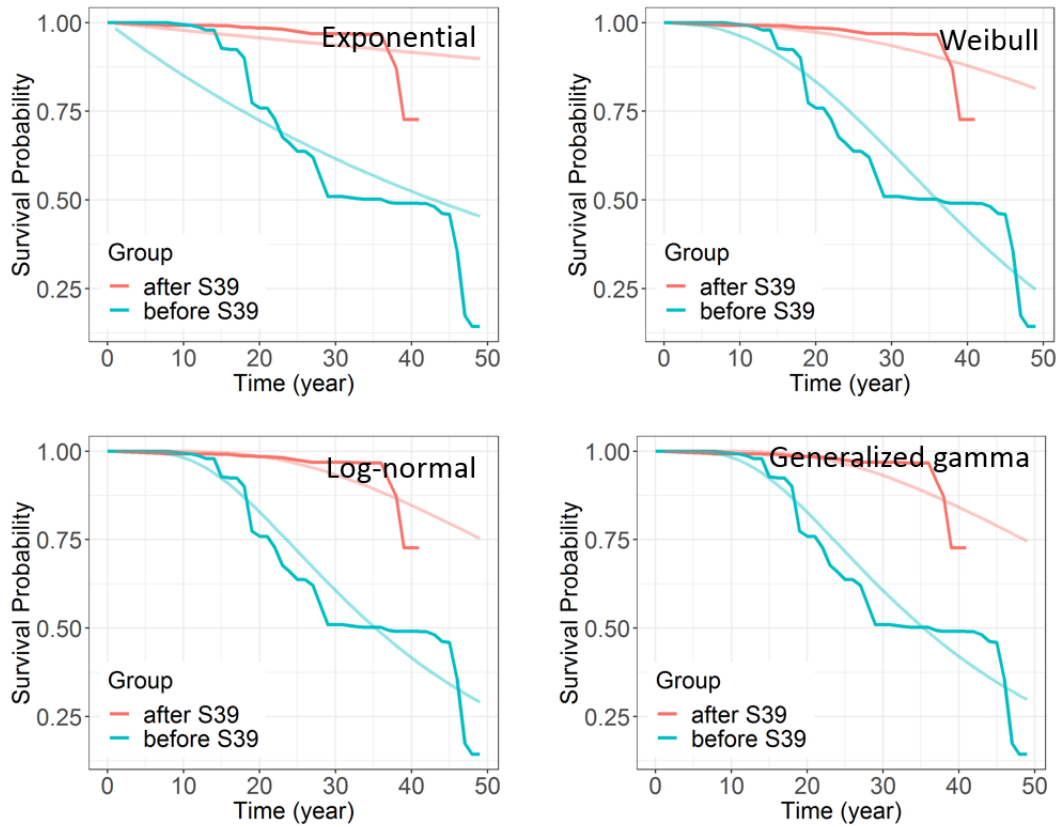 Exponential
Survival Probability
1.00
0.75
0.50
0.25
Group
after S39
before S39
0 10 20 30 40 50
Time (year)
Weibull
Survival Probability
1.00
0.75
0.50
0.25
Group
after S39
before S39
0 10 20 30 40 50
Time (year)
Log-normal
Survival Probability
1.00
0.75
0.50
0.25
Group
after S39
before S39
0 10 20 30 40 50
Time (year)
Generalized gamma
Survival Probability
1.00
0.75
0.50
0.25
Group
after S39
before S39
0 10 20 30 40 50
Time (year)